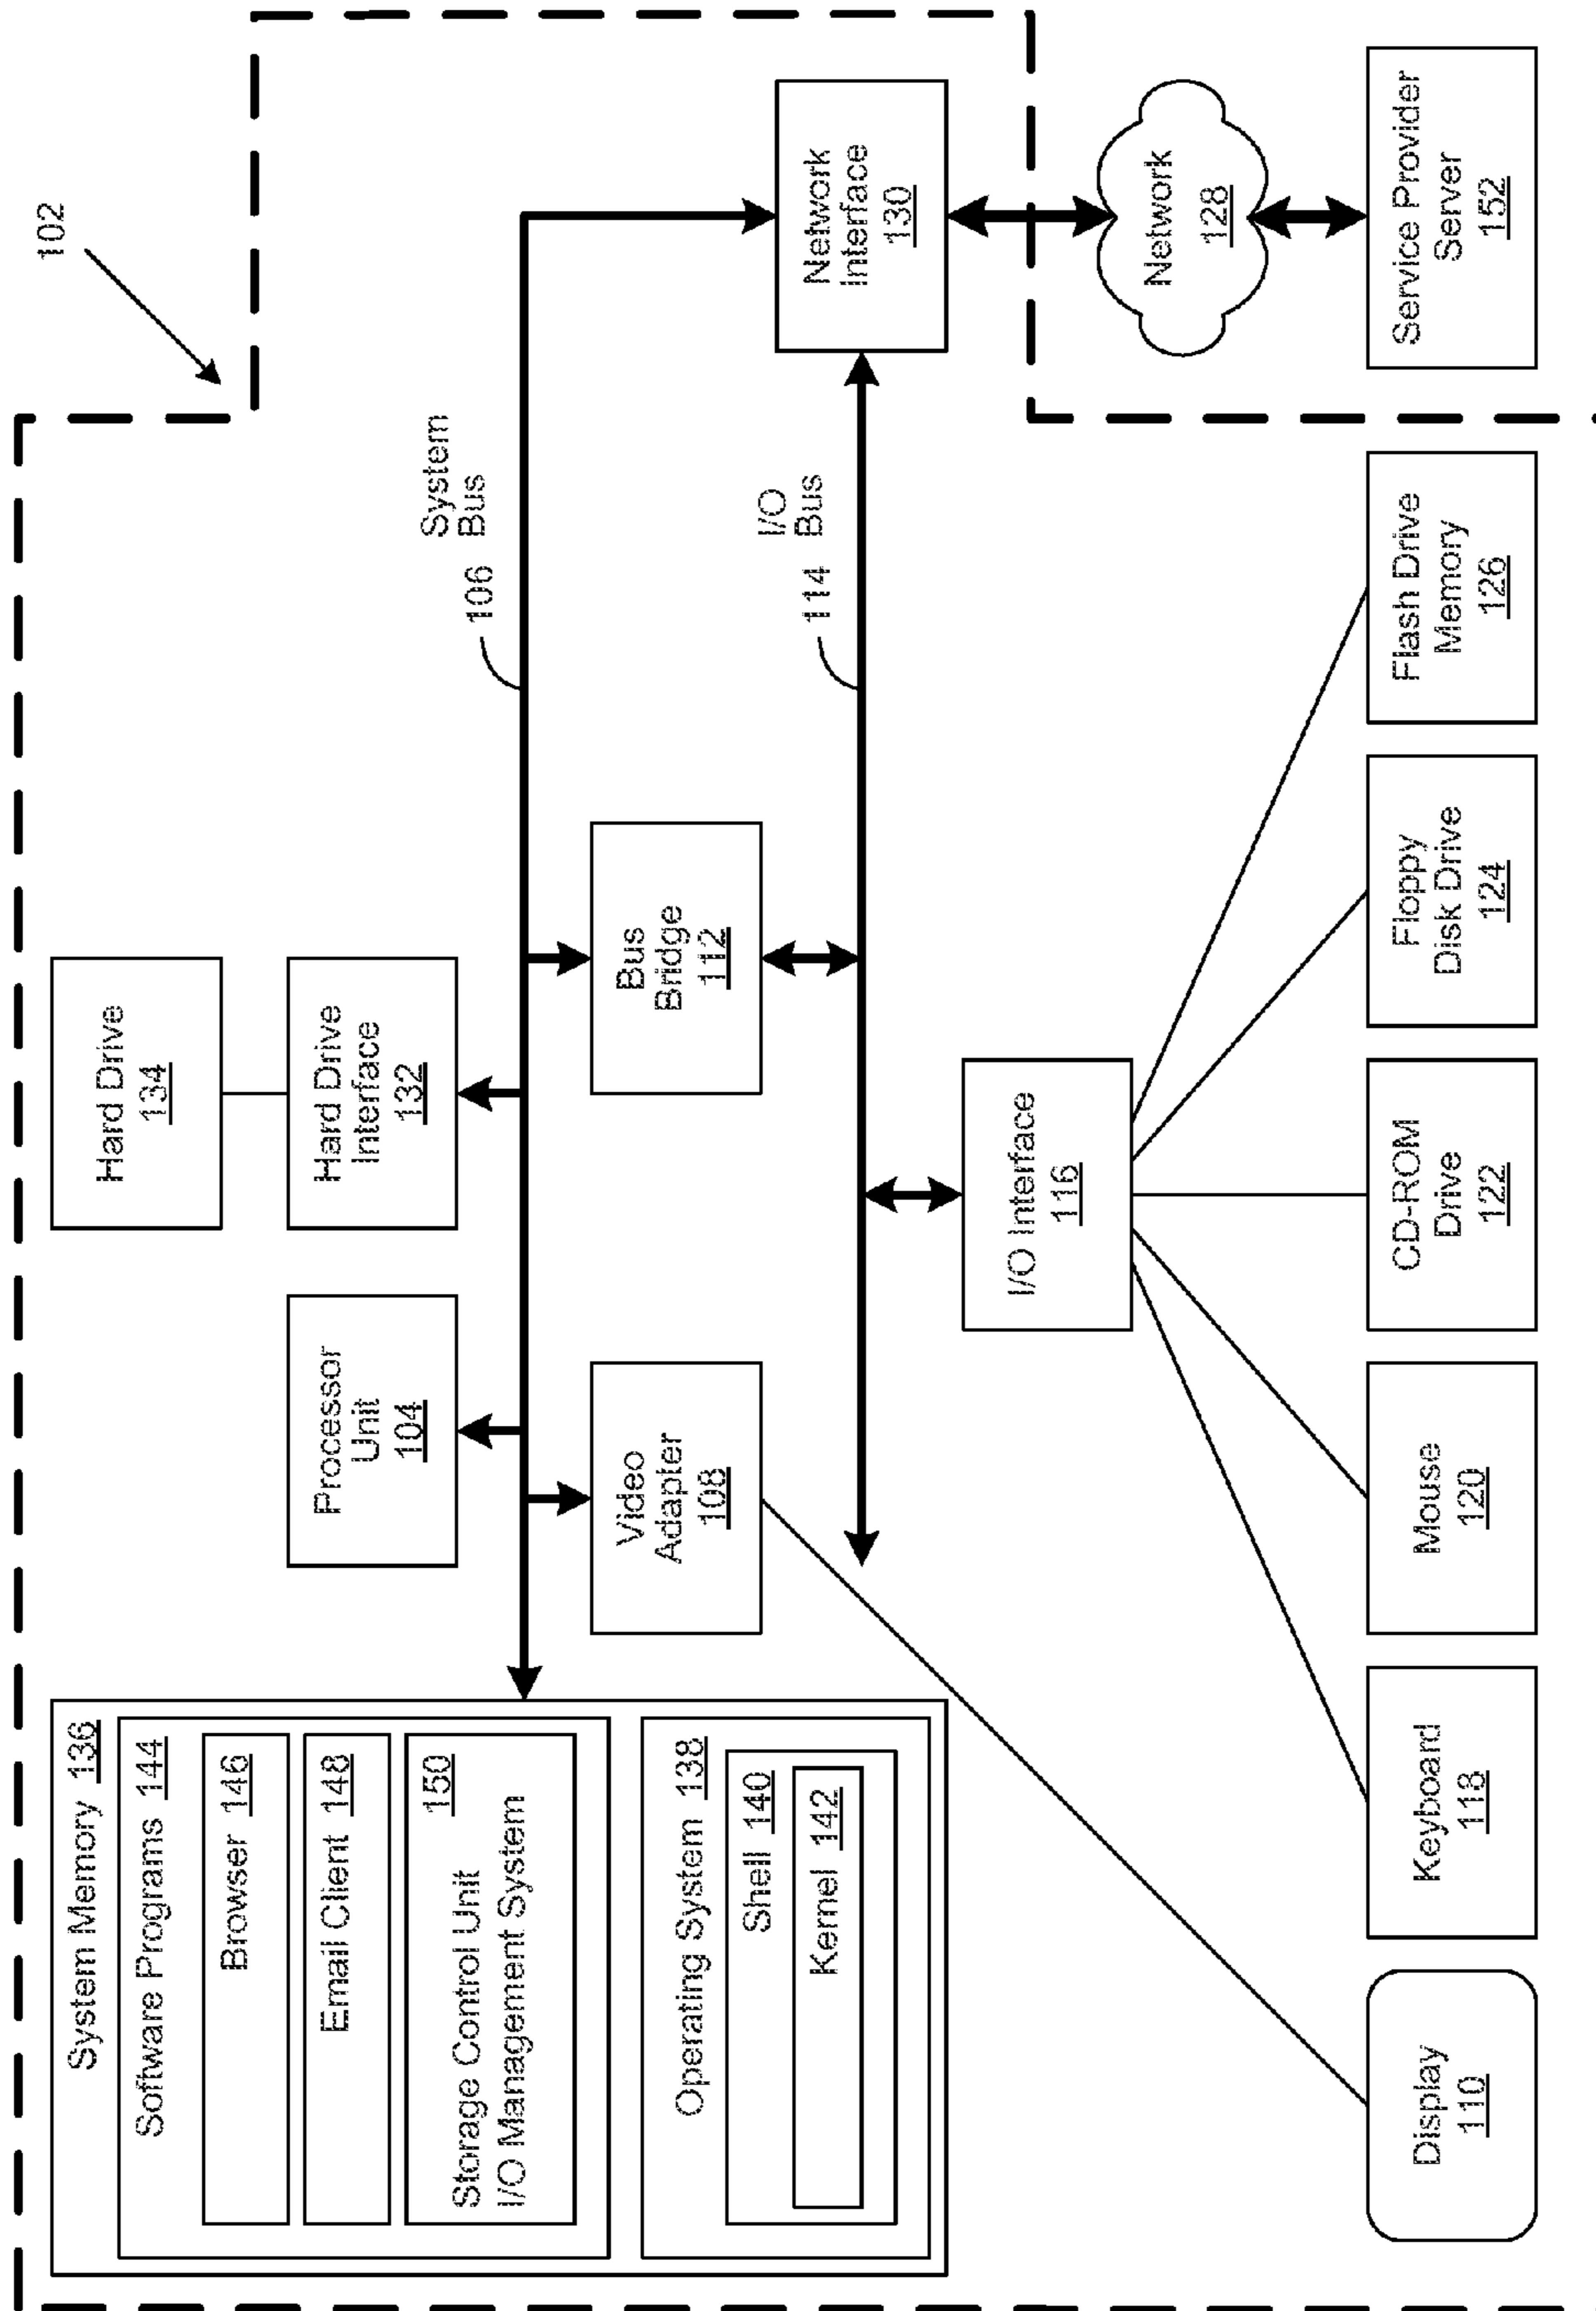 102
System Memory 136
Software Programs 144
Browser 146
Email Client 148
150
Storage Control Unit
I/O Management System
Operating System 138
Shell 140
Kernel 142
Processor
Unit
104
Hard Drive
134
Hard Drive
Interface
132
System
Bus
106
Video
Adapter
108
Bus
Bridge
112
I/O
Bus
114
Network
Interface
130
I/O Interface
116
Network
128
Display
110
Keyboard
118
Mouse
120
CD-ROM
Drive
122
Floppy
Disk Drive
124
Flash Drive
Memory
126
Service Provider
Server
152